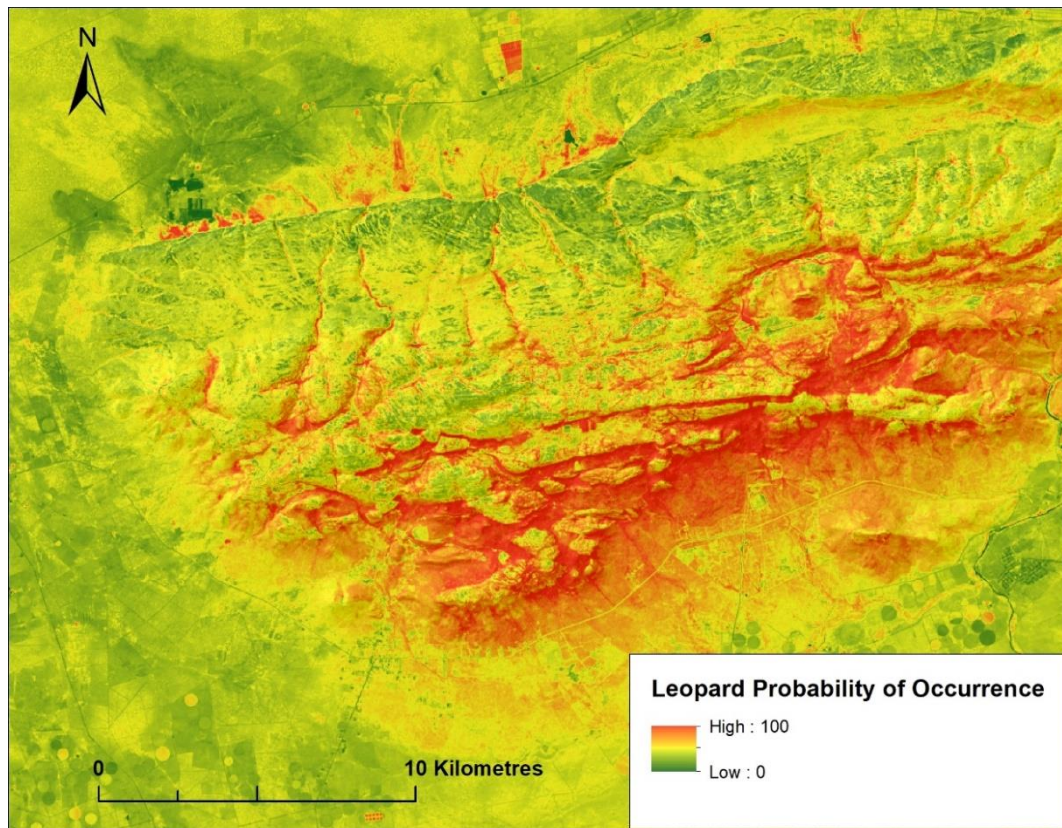 N
Leopard Probability of Occurrence
High : 100
Low : 0
0
10 Kilometres